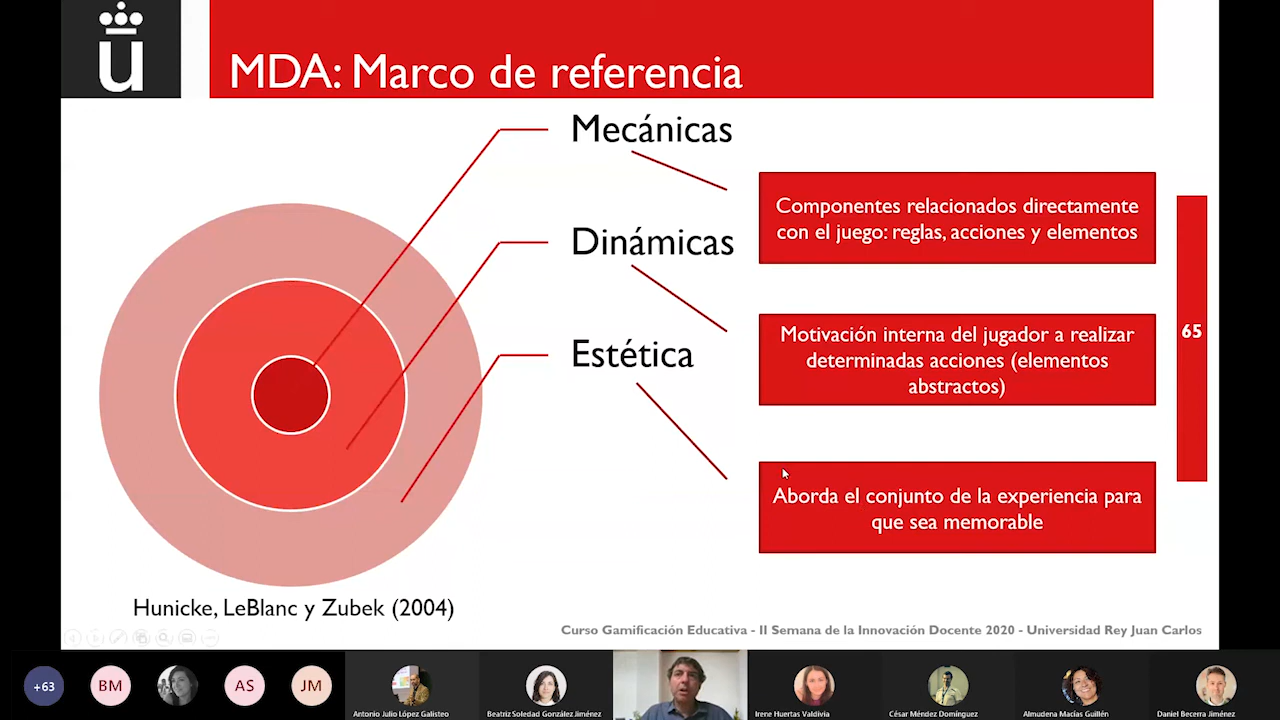 MDA: Marco de referencia
Mecánicas
Componentes relacionados directamente
con el juego: reglas, acciones y elementos
Dinámicas
Motivación interna del jugador a realizar
determinadas acciones (elementos
abstractos)
65
Estética
Aborda el conjunto de la experiencia para
que sea memorable
Hunicke, LeBlanc y Zubek (2004)
Curso Gamificación Educativa - II Semana de la Innovación Docente 2020 - Universidad Rey Juan Carlos
+63
BM
AS
JM
Antonio Julio López Galisteo
Beatriz Soledad González Jiménez
Irene Huertas Valdivia
César Méndez Domínguez
Almudena Macías Guillén
Daniel Becerra Jiménez